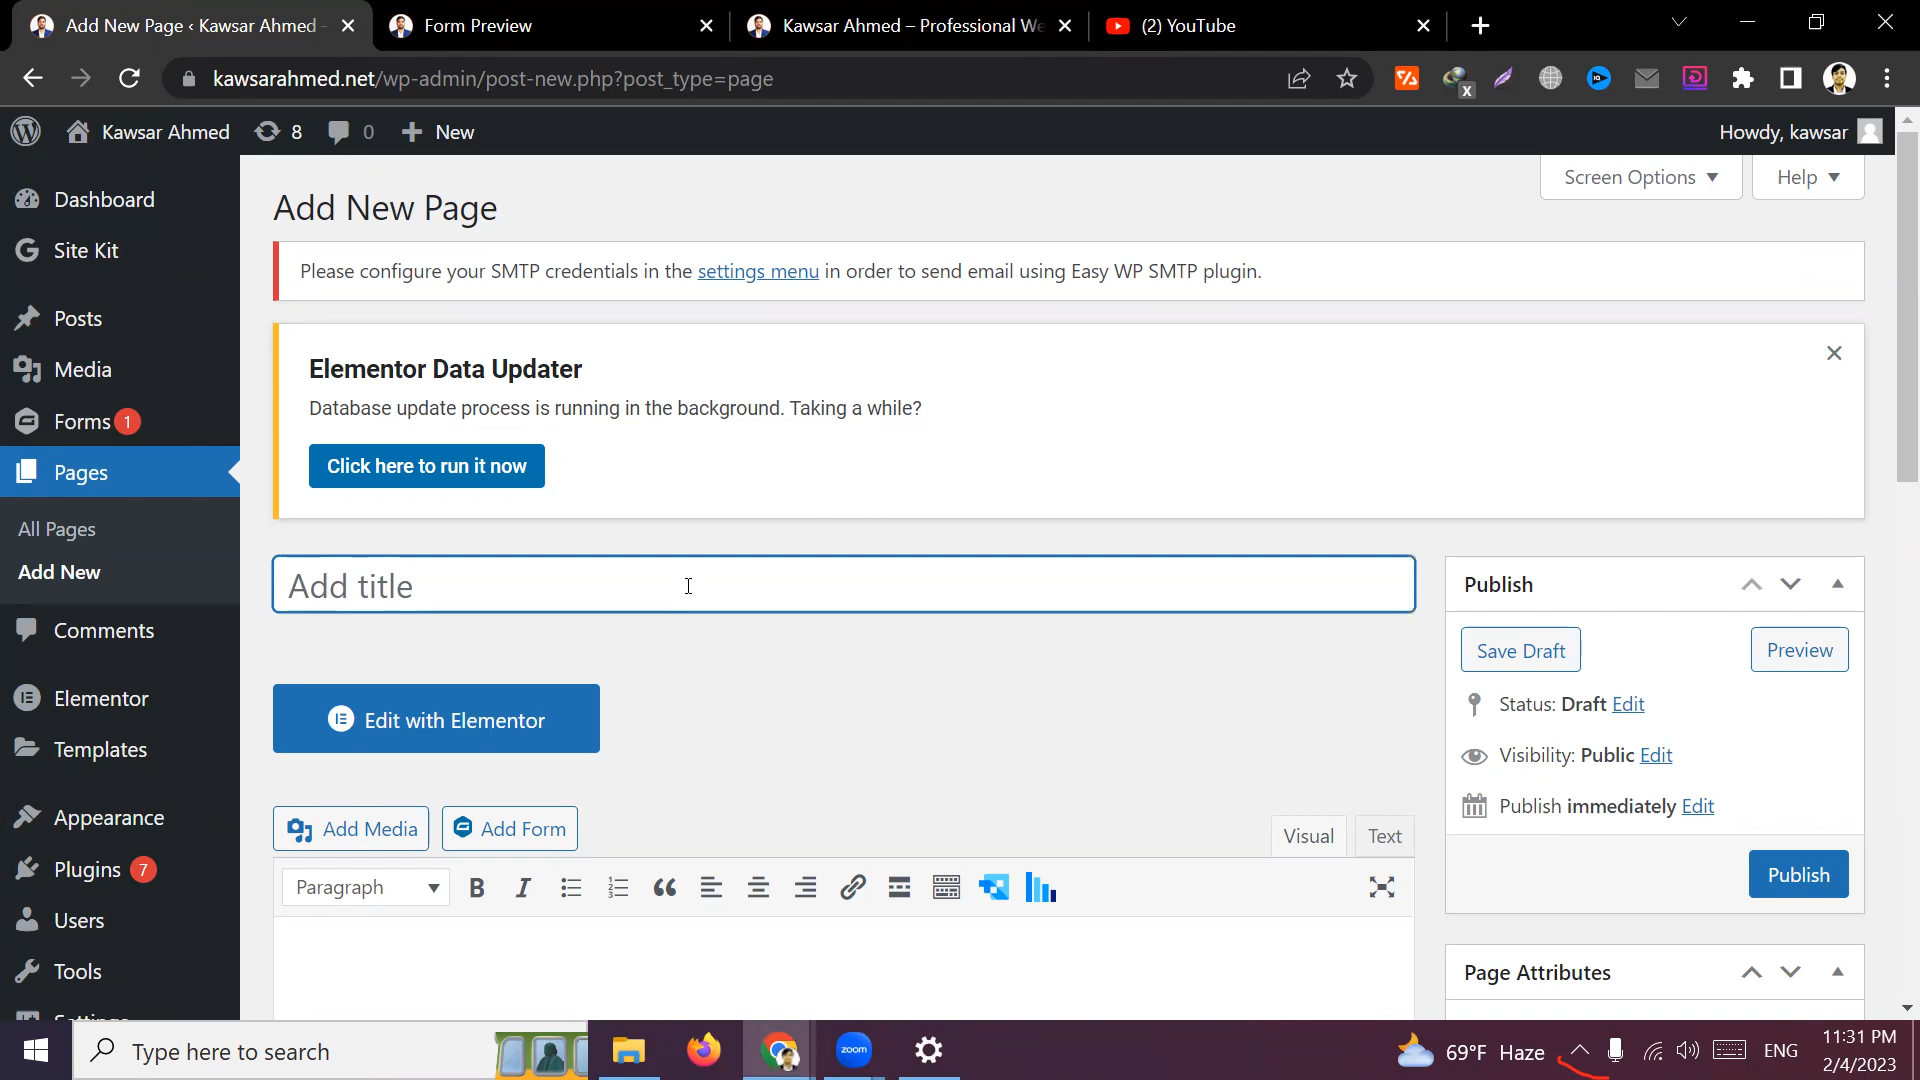 Add New Page ‹ Kawsar Ahmed -
Form Preview
Kawsar Ahmed – Professional We
(2) YouTube
kawsarahmed.net/wp-admin/post-new.php?post_type=page
Kawsar Ahmed
8
0
New
Howdy, kawsar
Dashboard
Site Kit
Posts
Media
Forms 1
Pages
All Pages
Add New
Comments
Elementor
Templates
Appearance
Plugins 7
Users
Tools
Settings
Screen Options
Help
Add New Page
Please configure your SMTP credentials in the settings menu in order to send email using Easy WP SMTP plugin.
Elementor Data Updater
Database update process is running in the background. Taking a while?
Click here to run it now
Add title
Edit with Elementor
Add Media
Add Form
Visual
Text
Paragraph
Publish
Save Draft
Preview
Status: Draft Edit
Visibility: Public Edit
Publish immediately Edit
Publish
Page Attributes
Type here to search
zoom
69°F Haze
ENG
11:31 PM
2/4/2023